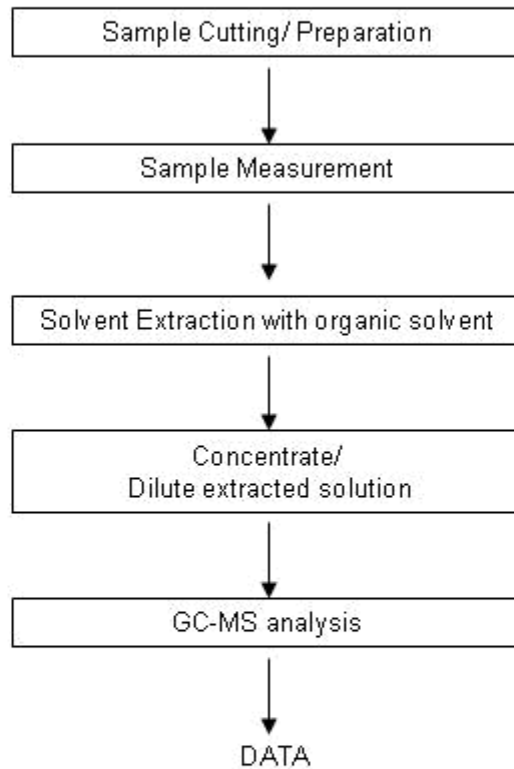 Sample Cutting/ Preparation
Sample Measurement
Solvent Extraction with organic solvent
Concentrate/
Dilute extracted solution
GC-MS analysis
DATA